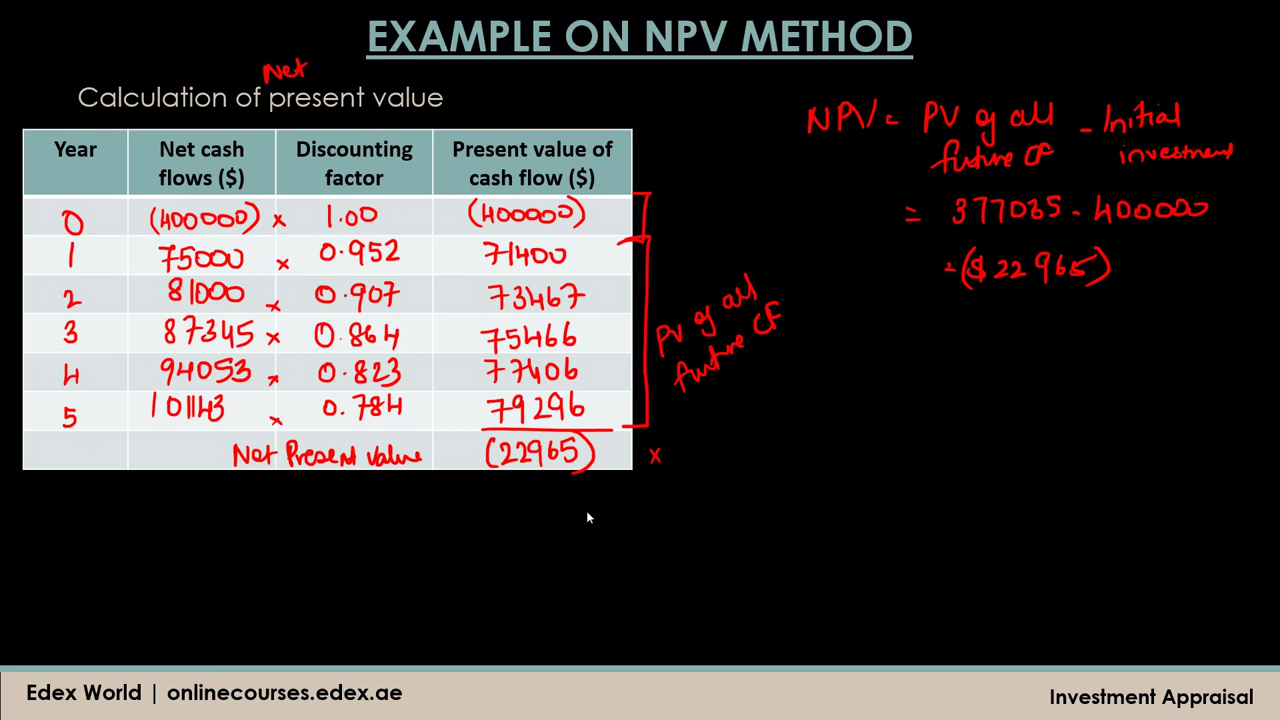 EXAMPLE ON NPV METHOD
Net
Calculation of present value
Year Net cash flows ($) Discounting factor Present value of cash flow ($)
0 (400000) × 1.00 (400000)
1 75000 × 0.952 71400
2 81000 × 0.907 73467
3 87345 × 0.864 75466
4 94053 × 0.823 77406
5 101143 × 0.784 79296
Net Present value (22965) ×
PV of all
future CF
NPV = PV of all future CF - Initial investment
= 377035 - 400000
= ($22965)
Edex World | onlinecourses.edex.ae
Investment Appraisal